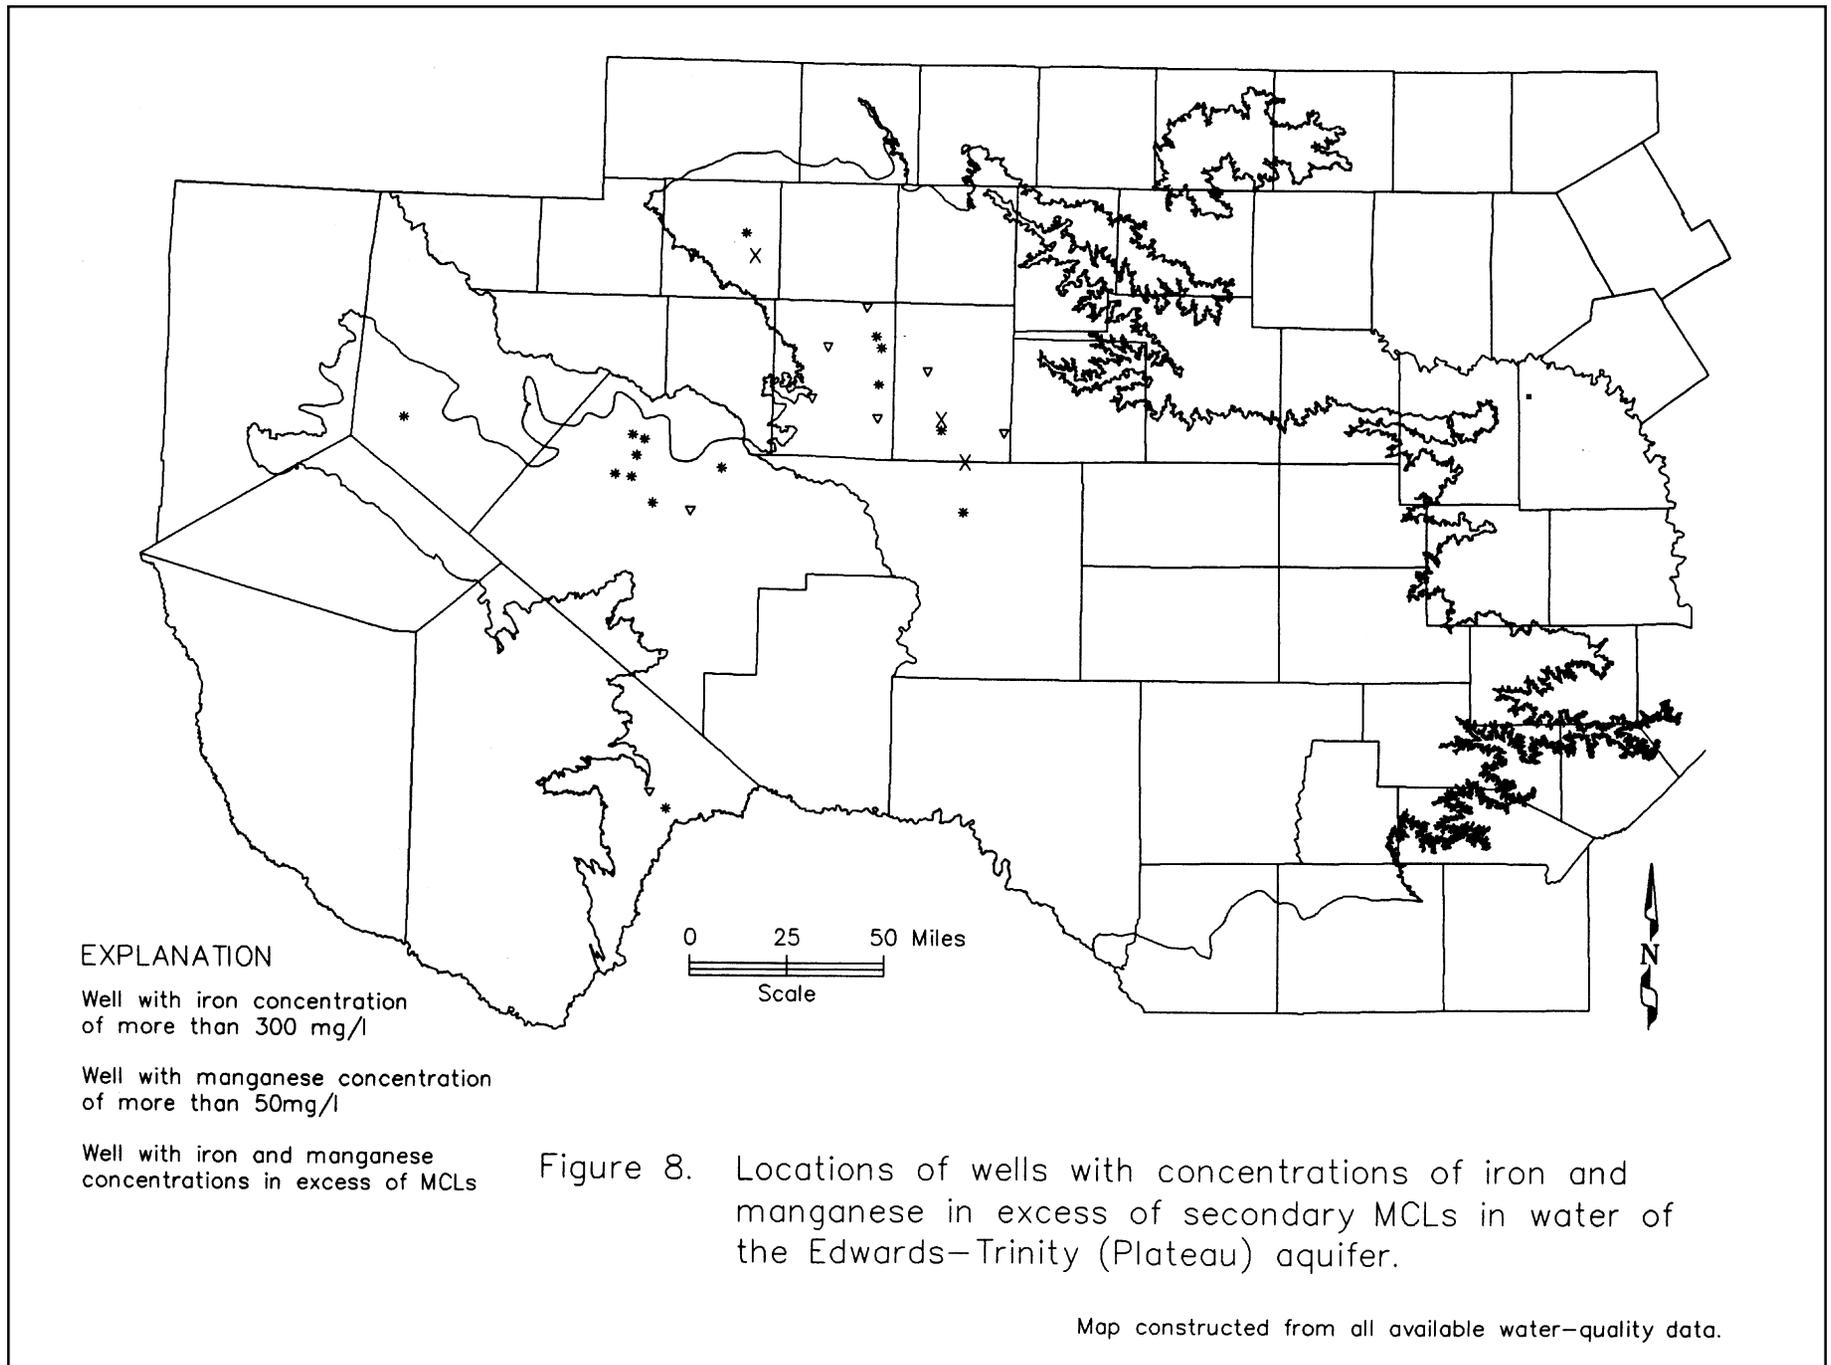 0 25 50 Miles
Scale
N
EXPLANATION
Well with iron concentration
of more than 300 mg/l
Well with manganese concentration
of more than 50mg/l
Well with iron and manganese
concentrations in excess of MCLs
Figure 8. Locations of wells with concentrations of iron and
manganese in excess of secondary MCLs in water of
the Edwards–Trinity (Plateau) aquifer.
Map constructed from all available water–quality data.